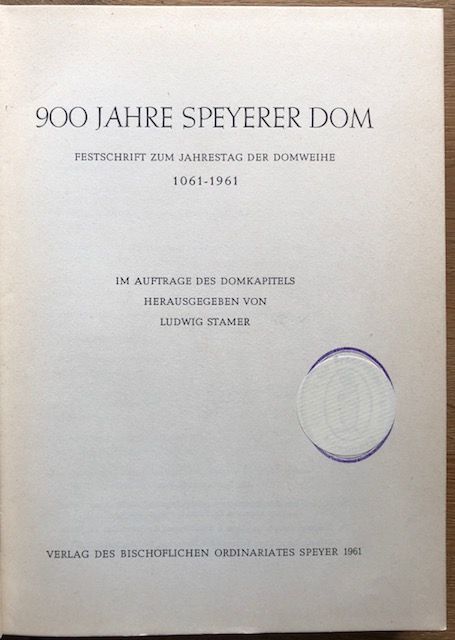 900 JAHRE SPEYERER DOM
FESTSCHRIFT ZUM JAHRESTAG DER DOMWEIHE
1061-1961
IM AUFTRAGE DES DOMKAPITELS
HERAUSGEGEBEN VON
LUDWIG STAMER
VERLAG DES BISCHÖFLICHEN ORDINARIATES SPEYER 1961